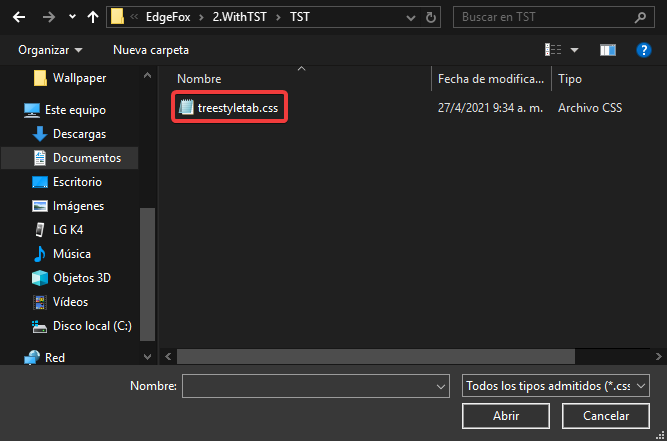 EdgeFox > 2.WithTST > TST
Buscar en TST
Organizar
Nueva carpeta
Nombre
Fecha de modifica...
Tipo
treestyletab.css
27/4/2021 9:34 a. m.
Archivo CSS
Wallpaper
Este equipo
Descargas
Documentos
Escritorio
Imágenes
LG K4
Música
Objetos 3D
Vídeos
Disco local (C:)
Red
Nombre:
Todos los tipos admitidos (*.css
Abrir
Cancelar